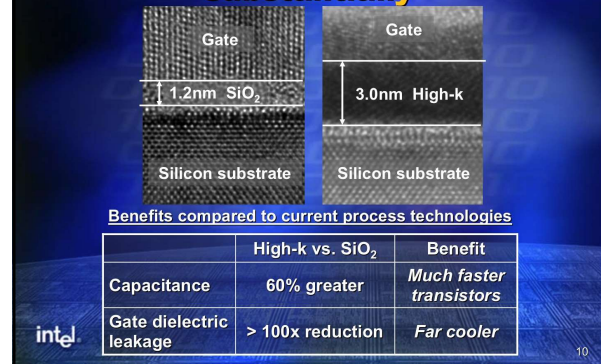 Gate
Gate
1.2nm SiO₂
3.0nm High-k
Silicon substrate
Silicon substrate
Benefits compared to current process technologies
High-k vs. SiO₂
Benefit
Capacitance
60% greater
Much faster
transistors
Gate dielectric
leakage
> 100x reduction
Far cooler
intel
10